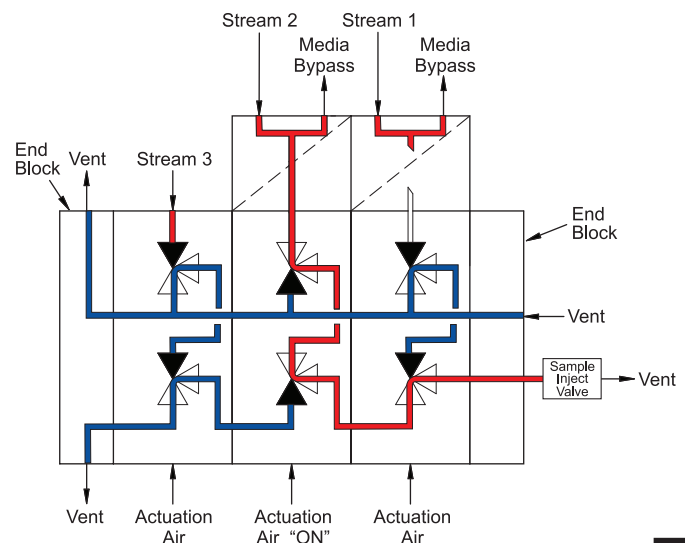 Stream 2
Stream 1
Media
Bypass
Media
Bypass
End
Block
Vent
Stream 3
End
Block
Vent
Sample
Inject
Valve
Vent
Vent
Actuation
Air
Actuation
Air "ON"
Actuation
Air